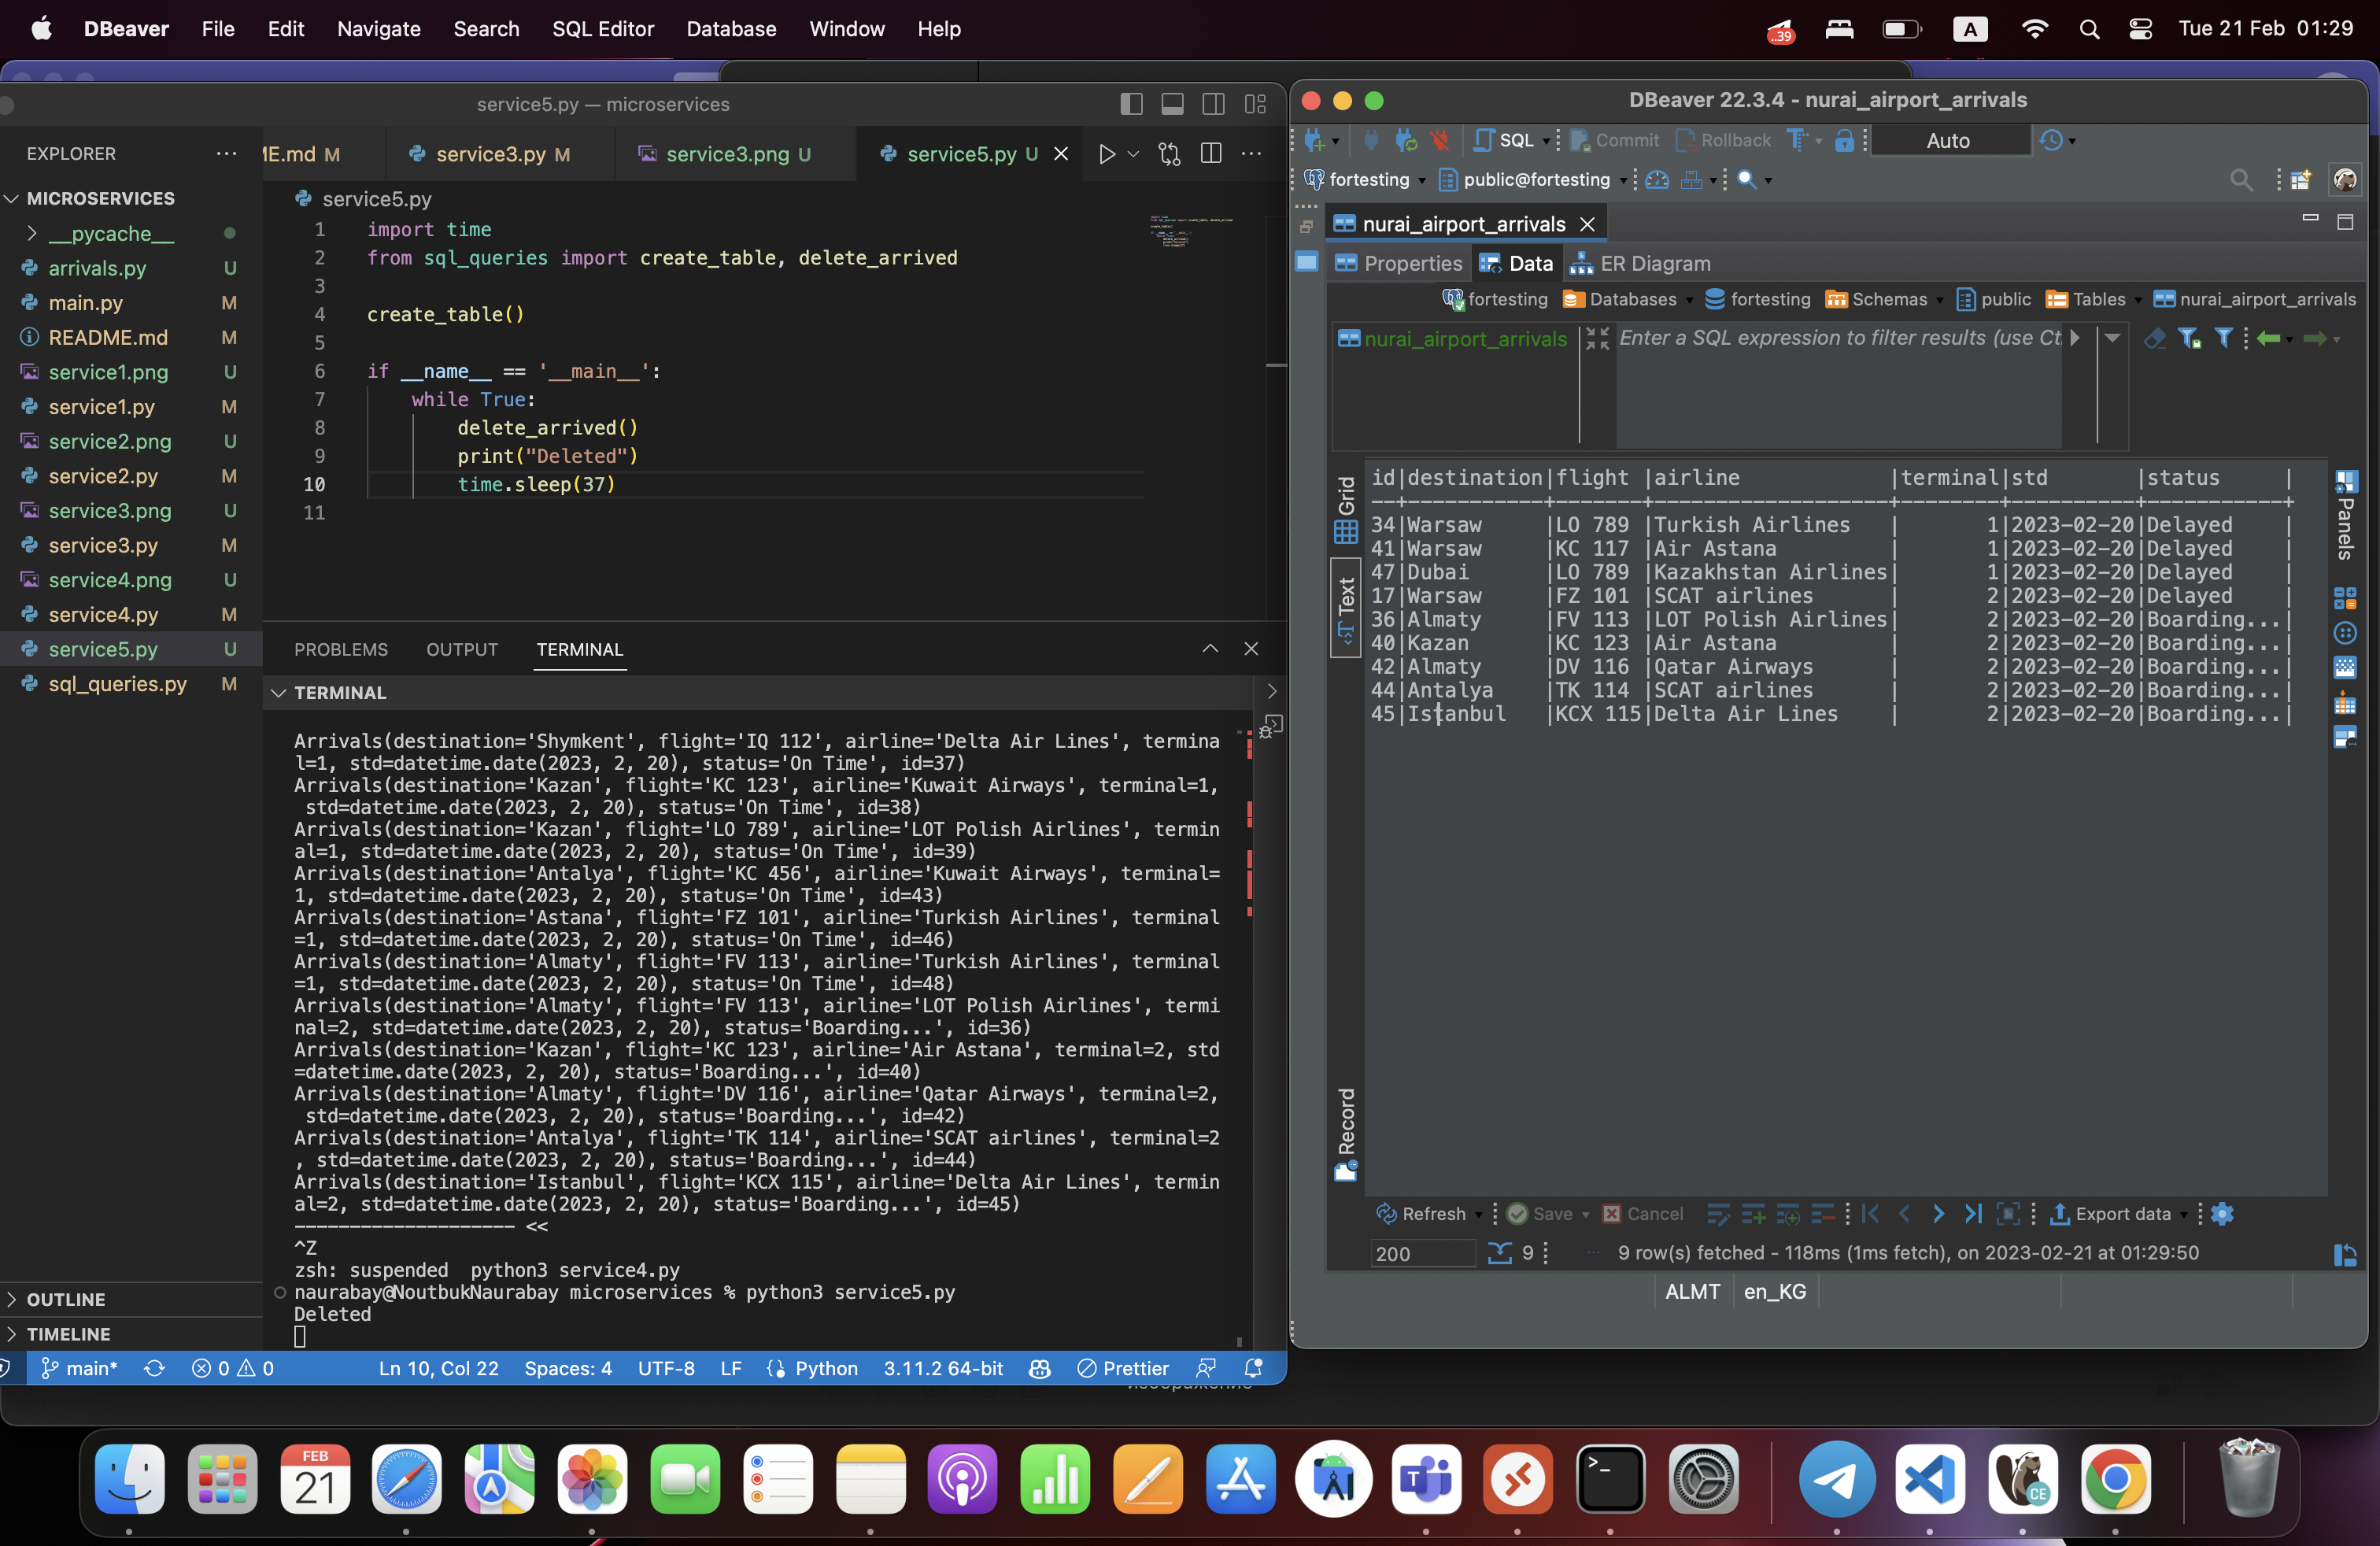 DBeaver File Edit Navigate Search SQL Editor Database Window Help
..39 A Tue 21 Feb 01:29
service5.py — microservices
EXPLORER
MICROSERVICES
__pycache__
arrivals.py U
main.py M
README.md M
service1.png U
service1.py M
service2.png U
service2.py M
service3.png U
service3.py M
service4.png U
service4.py M
service5.py U
sql_queries.py M
OUTLINE
TIMELINE
ME.md M service3.py M service3.png U service5.py U
service5.py
1 import time
2 from sql_queries import create_table, delete_arrived
3
4 create_table()
5
6 if __name__ == '__main__':
7 while True:
8 delete_arrived()
9 print("Deleted")
10 time.sleep(37)
11
PROBLEMS OUTPUT TERMINAL
TERMINAL
Arrivals(destination='Shymkent', flight='IQ 112', airline='Delta Air Lines', termina
l=1, std=datetime.date(2023, 2, 20), status='On Time', id=37)
Arrivals(destination='Kazan', flight='KC 123', airline='Kuwait Airways', terminal=1,
std=datetime.date(2023, 2, 20), status='On Time', id=38)
Arrivals(destination='Kazan', flight='LO 789', airline='LOT Polish Airlines', termin
al=1, std=datetime.date(2023, 2, 20), status='On Time', id=39)
Arrivals(destination='Antalya', flight='KC 456', airline='Kuwait Airways', terminal=
1, std=datetime.date(2023, 2, 20), status='On Time', id=43)
Arrivals(destination='Astana', flight='FZ 101', airline='Turkish Airlines', terminal
=1, std=datetime.date(2023, 2, 20), status='On Time', id=46)
Arrivals(destination='Almaty', flight='FV 113', airline='Turkish Airlines', terminal
=1, std=datetime.date(2023, 2, 20), status='On Time', id=48)
Arrivals(destination='Almaty', flight='FV 113', airline='LOT Polish Airlines', termi
nal=2, std=datetime.date(2023, 2, 20), status='Boarding...', id=36)
Arrivals(destination='Kazan', flight='KC 123', airline='Air Astana', terminal=2, std
=datetime.date(2023, 2, 20), status='Boarding...', id=40)
Arrivals(destination='Almaty', flight='DV 116', airline='Qatar Airways', terminal=2,
std=datetime.date(2023, 2, 20), status='Boarding...', id=42)
Arrivals(destination='Antalya', flight='TK 114', airline='SCAT airlines', terminal=2
, std=datetime.date(2023, 2, 20), status='Boarding...', id=44)
Arrivals(destination='Istanbul', flight='KCX 115', airline='Delta Air Lines', termin
al=2, std=datetime.date(2023, 2, 20), status='Boarding...', id=45)
-------------------- <<
^Z
zsh: suspended python3 service4.py
naurabay@NoutbukNaurabay microservices % python3 service5.py
Deleted
main* 0 0 Ln 10, Col 22 Spaces: 4 UTF-8 LF Python 3.11.2 64-bit Prettier
DBeaver 22.3.4 - nurai_airport_arrivals
SQL Commit Rollback Auto
fortesting public@fortesting
nurai_airport_arrivals
Properties Data ER Diagram
fortesting Databases fortesting Schemas public Tables nurai_airport_arrivals
nurai_airport_arrivals Enter a SQL expression to filter results (use Ct
Grid
Text
Record
Panels
id|destination|flight |airline |terminal|std |status |
--+-----------+-------+-------------------+--------+----------+-----------+
34|Warsaw |LO 789 |Turkish Airlines | 1|2023-02-20|Delayed |
41|Warsaw |KC 117 |Air Astana | 1|2023-02-20|Delayed |
47|Dubai |LO 789 |Kazakhstan Airlines| 1|2023-02-20|Delayed |
17|Warsaw |FZ 101 |SCAT airlines | 2|2023-02-20|Delayed |
36|Almaty |FV 113 |LOT Polish Airlines| 2|2023-02-20|Boarding...|
40|Kazan |KC 123 |Air Astana | 2|2023-02-20|Boarding...|
42|Almaty |DV 116 |Qatar Airways | 2|2023-02-20|Boarding...|
44|Antalya |TK 114 |SCAT airlines | 2|2023-02-20|Boarding...|
45|Istanbul |KCX 115|Delta Air Lines | 2|2023-02-20|Boarding...|
Refresh Save Cancel Export data
200 9 ... 9 row(s) fetched - 118ms (1ms fetch), on 2023-02-21 at 01:29:50
ALMT en_KG
FEB
21
CE